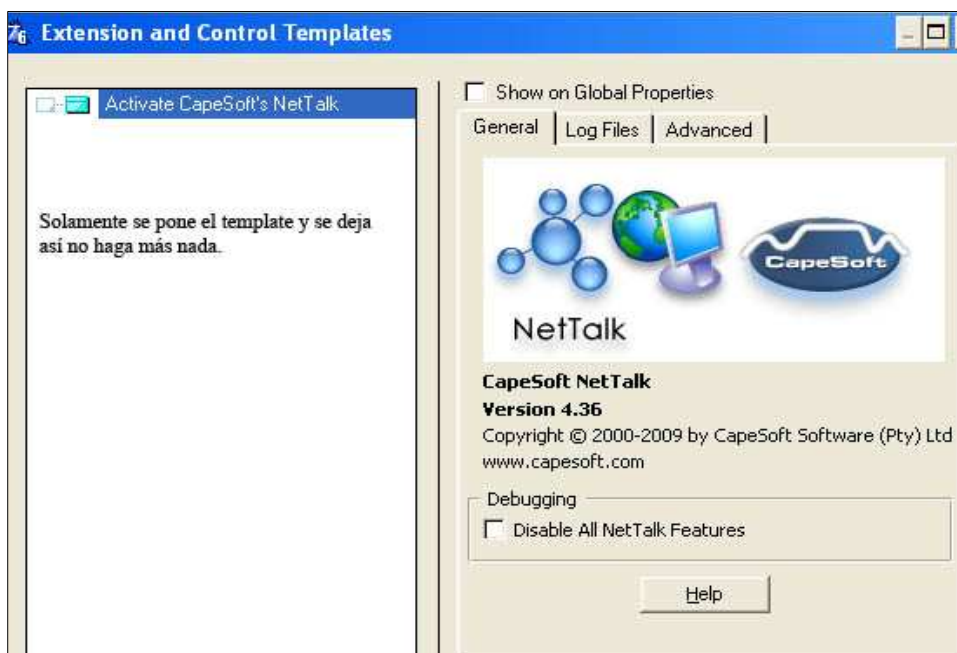 Extension and Control Templates
Activate CapeSoft's NetTalk
Solamente se pone el template y se deja
así no haga más nada.
Show on Global Properties
General
Log Files
Advanced
CapeSoft
NetTalk
CapeSoft NetTalk
Version 4.36
Copyright © 2000-2009 by CapeSoft Software (Pty) Ltd
www.capesoft.com
Debugging
Disable All NetTalk Features
Help